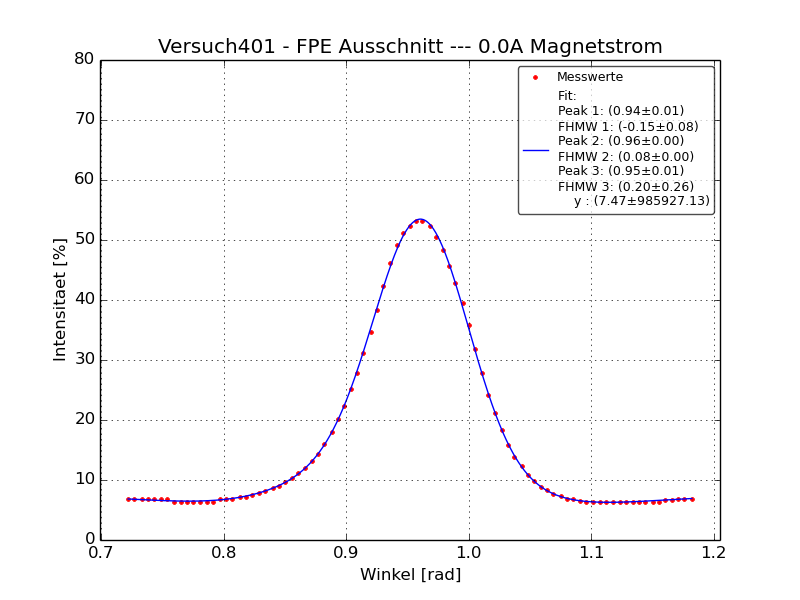 Versuch401 - FPE Ausschnitt --- 0.0A Magnetstrom
80
70
60
50
40
30
20
10
0
Intensitaet [%]
Messwerte
Fit:
Peak 1: (0.94±0.01)
FHMW 1: (-0.15±0.08)
Peak 2: (0.96±0.00)
FHMW 2: (0.08±0.00)
Peak 3: (0.95±0.01)
FHMW 3: (0.20±0.26)
y : (7.47±985927.13)
0.7 0.8 0.9 1.0 1.1 1.2
Winkel [rad]